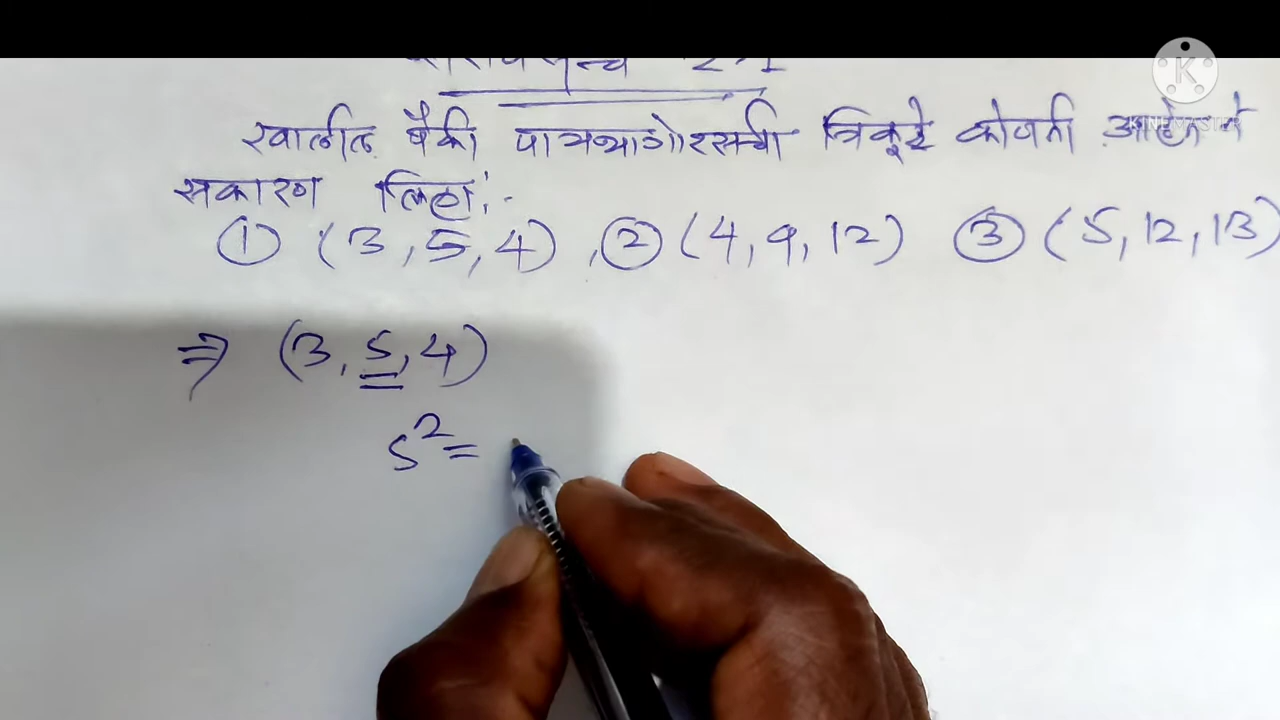 खालील पैकी पायथ्यागोरसची त्रिकुटे कोणती आहेत ते
सकारण लिहा:-
① (3, 5, 4), ② (4, 9, 12) ③ (5, 12, 13)
⇒ (3, 5, 4)
5² =
KINEMASTER